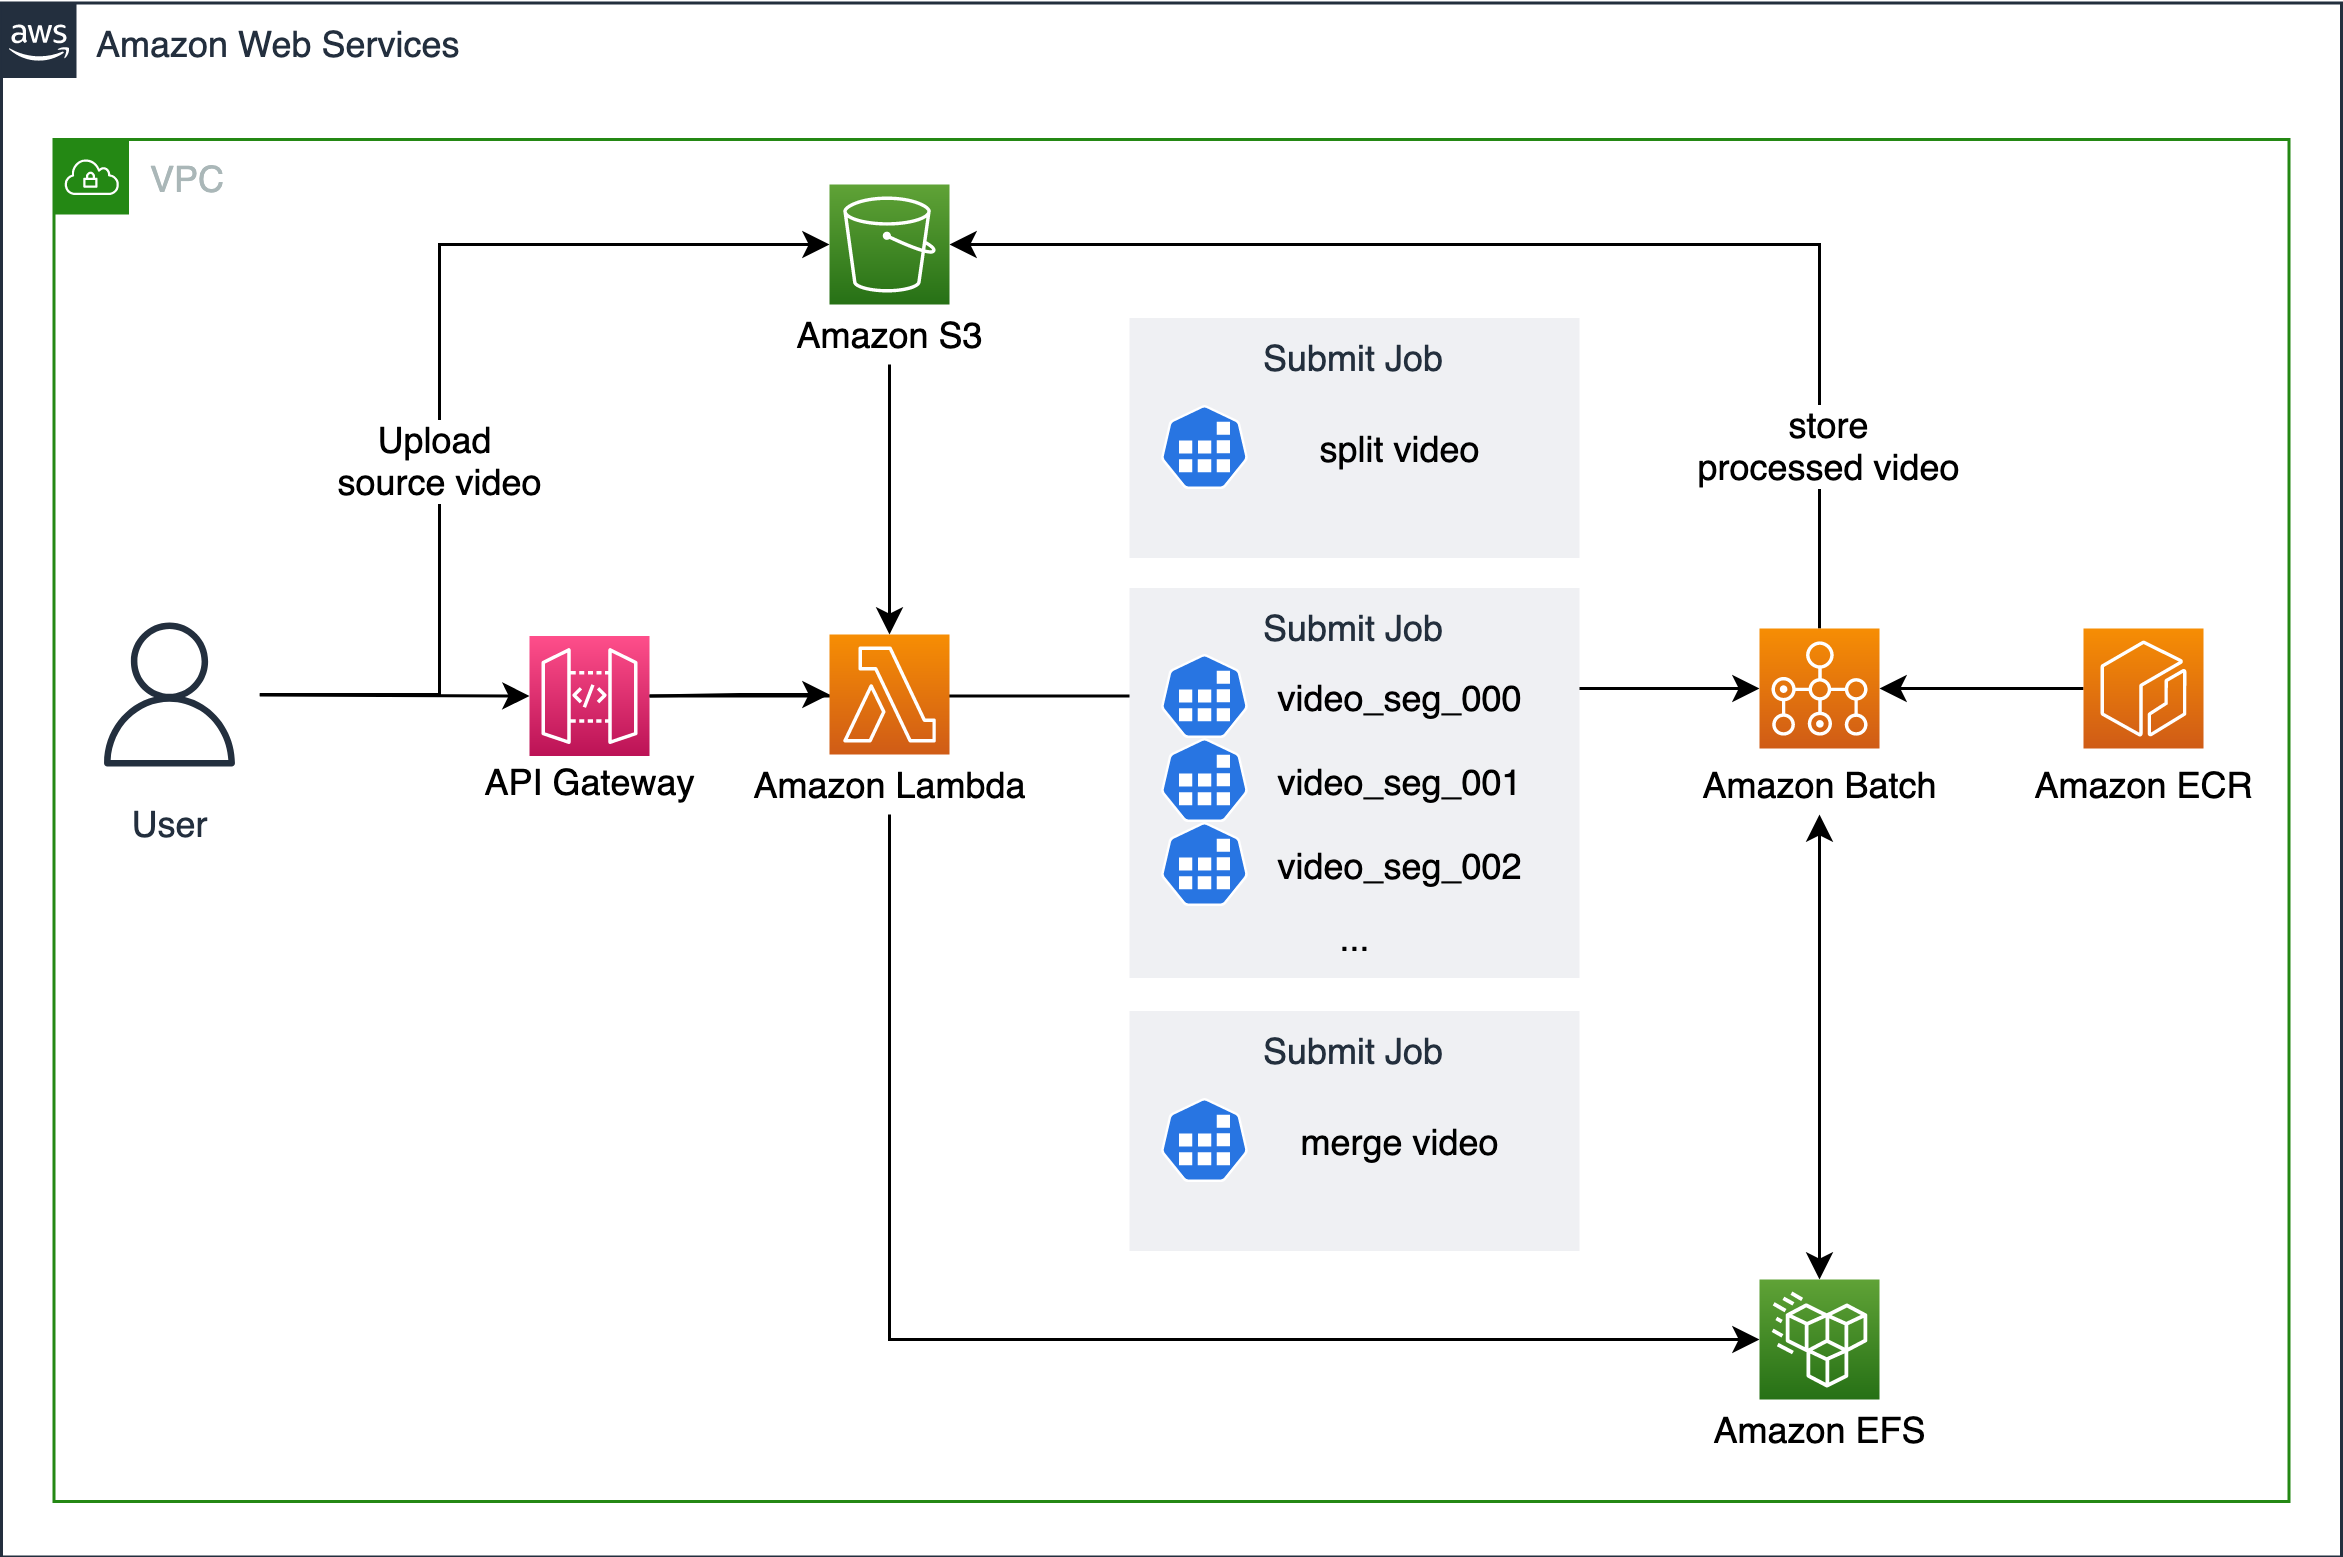 aws
Amazon Web Services
VPC
Amazon S3
Upload
source video
Submit Job
split video
store
processed video
User
API Gateway
</>
Amazon Lambda
Submit Job
video_seg_000
video_seg_001
video_seg_002
...
Amazon Batch
Amazon ECR
Submit Job
merge video
Amazon EFS